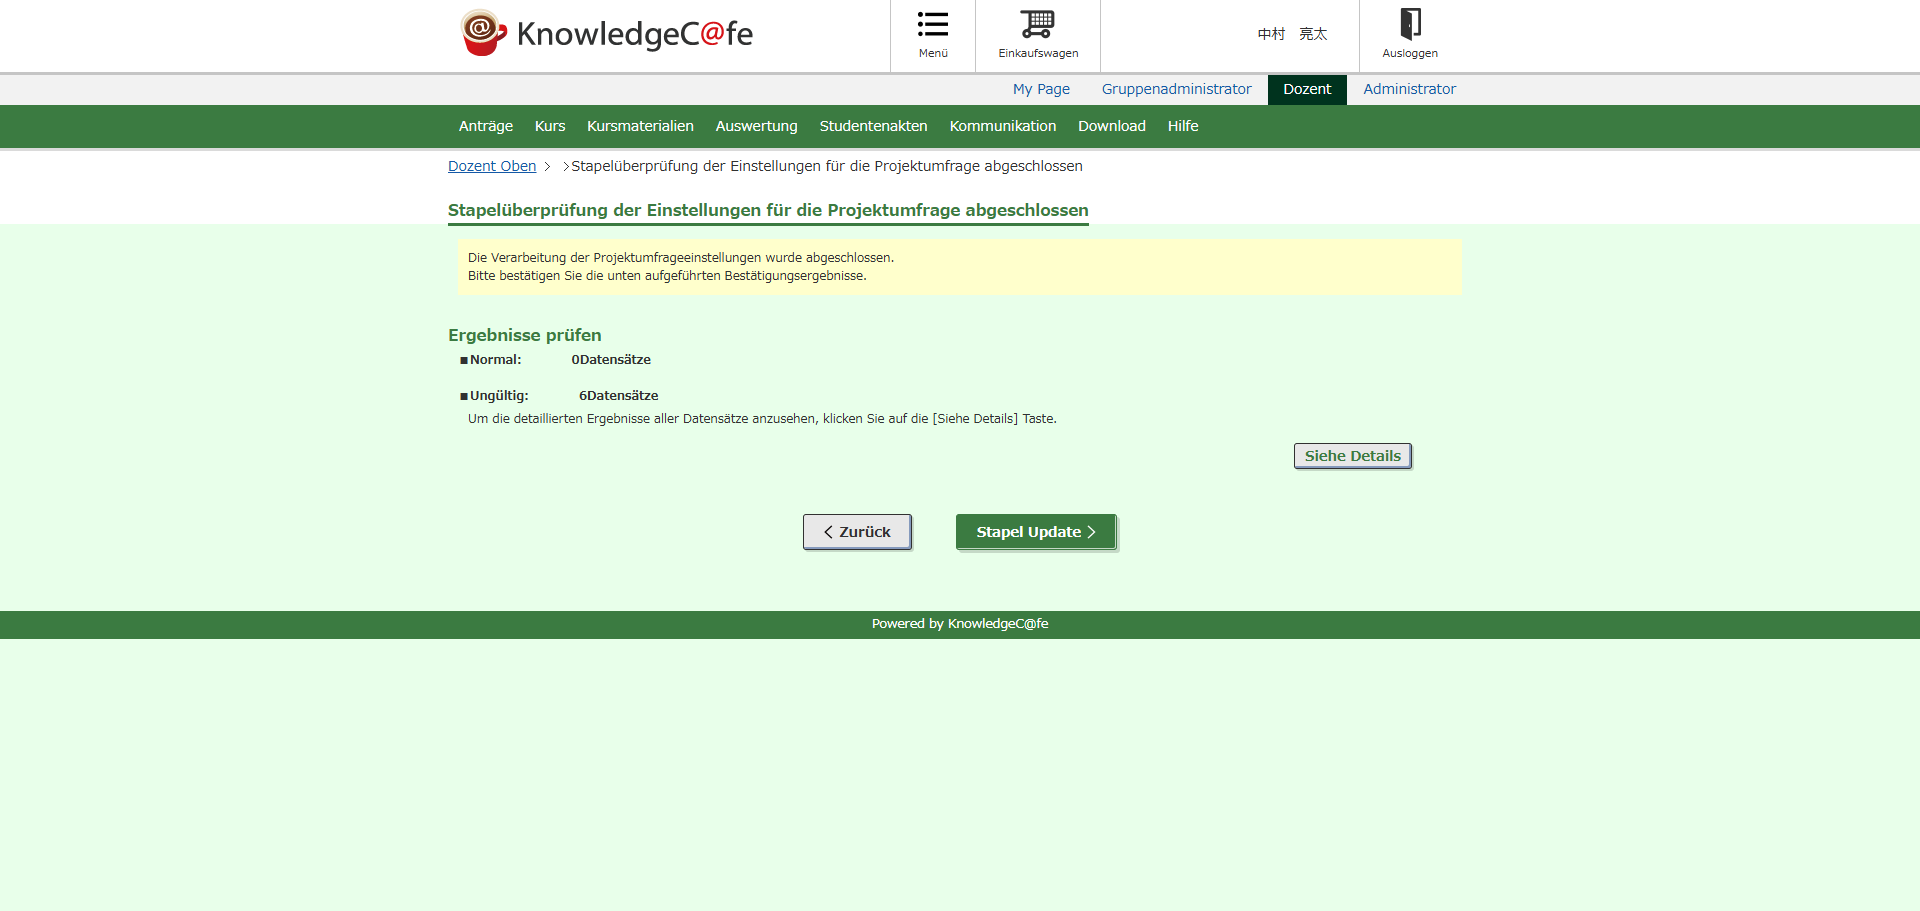 KnowledgeC@fe
Menü
Einkaufswagen
中村　亮太
Ausloggen
My Page
Gruppenadministrator
Dozent
Administrator
Anträge
Kurs
Kursmaterialien
Auswertung
Studentenakten
Kommunikation
Download
Hilfe
Dozent Oben > >Stapelüberprüfung der Einstellungen für die Projektumfrage abgeschlossen
Stapelüberprüfung der Einstellungen für die Projektumfrage abgeschlossen
Die Verarbeitung der Projektumfrageeinstellungen wurde abgeschlossen.
Bitte bestätigen Sie die unten aufgeführten Bestätigungsergebnisse.
Ergebnisse prüfen
■Normal: 0Datensätze
■Ungültig: 6Datensätze
Um die detaillierten Ergebnisse aller Datensätze anzusehen, klicken Sie auf die [Siehe Details] Taste.
Siehe Details
< Zurück
Stapel Update >
Powered by KnowledgeC@fe